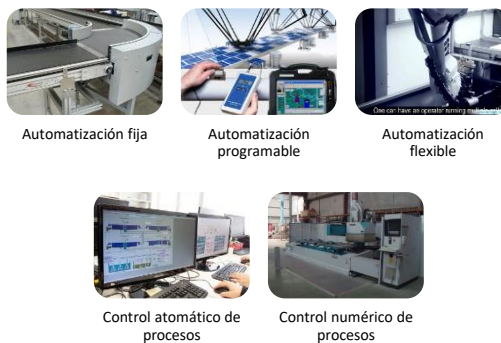 One can have an operator running multiple
Automatización fija
Automatización
programable
Automatización
flexible
Control atomático de
procesos
Control numérico de
procesos